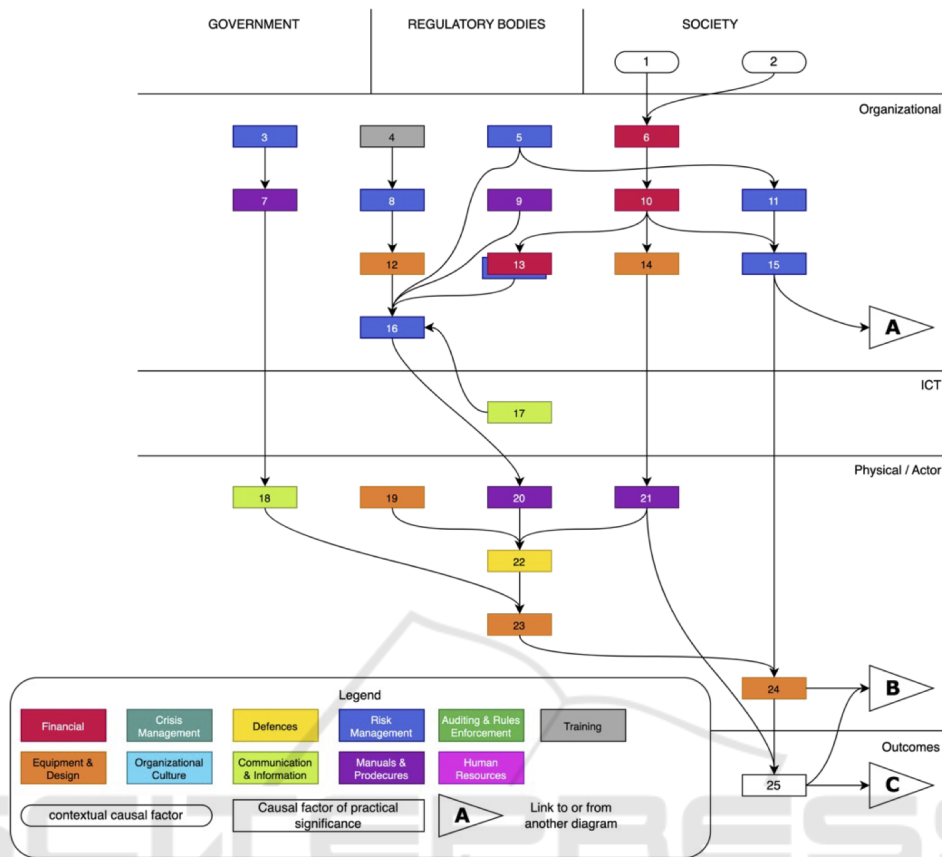 GOVERNMENT REGULATORY BODIES SOCIETY
1 2
Organizational
3 4 5 6
7 8 9 10 11
12 13 14 15
16 A
ICT
17
Physical / Actor
18 19 20 21
22
23
24 B
Outcomes
25 C
Legend
Financial
Crisis
Management
Defences
Risk
Management
Auditing & Rules
Enforcement
Training
Equipment &
Design
Organizational
Culture
Communication
& Information
Manuals &
Prodecures
Human
Resources
contextual causal factor
Causal factor of practical
significance
A
Link to or from
another diagram
SCITEPRESS